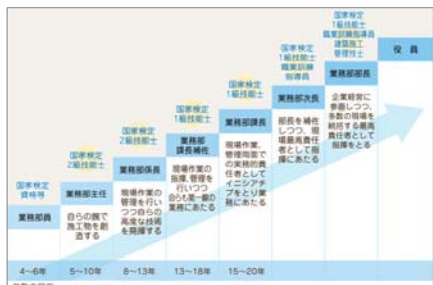 国家検定
資格等
業務部員
4～6年
国家検定
2級技能士
業務部主任
自らの腕で
施工物を創
造する
5～10年
国家検定
2級技能士
業務部係長
現場作業の
管理を行い
つつ自らの
高度な技術
を発揮する
8～13年
国家検定
1級技能士
業務部
課長補佐
現場作業の
指揮、管理を
行いつつ
自らも第一線の
業務にあたる
13～18年
国家検定
1級技能士
業務部課長
現場作業、
管理両面で
の実務的責
任者として
イニシアチ
ブをとり業
務にあたる
15～20年
国家検定
1級技能士
職業訓練
指導員
業務部次長
部長を補佐
しつつ、現
場最高責任
者として指
揮にあたる
国家検定
1級技能士
職業訓練指導員
建築施工
管理技士
業務部部長
企業経営に
参画しつつ、
多数の現場を
統括する最高
責任者として
指揮をとる
役員